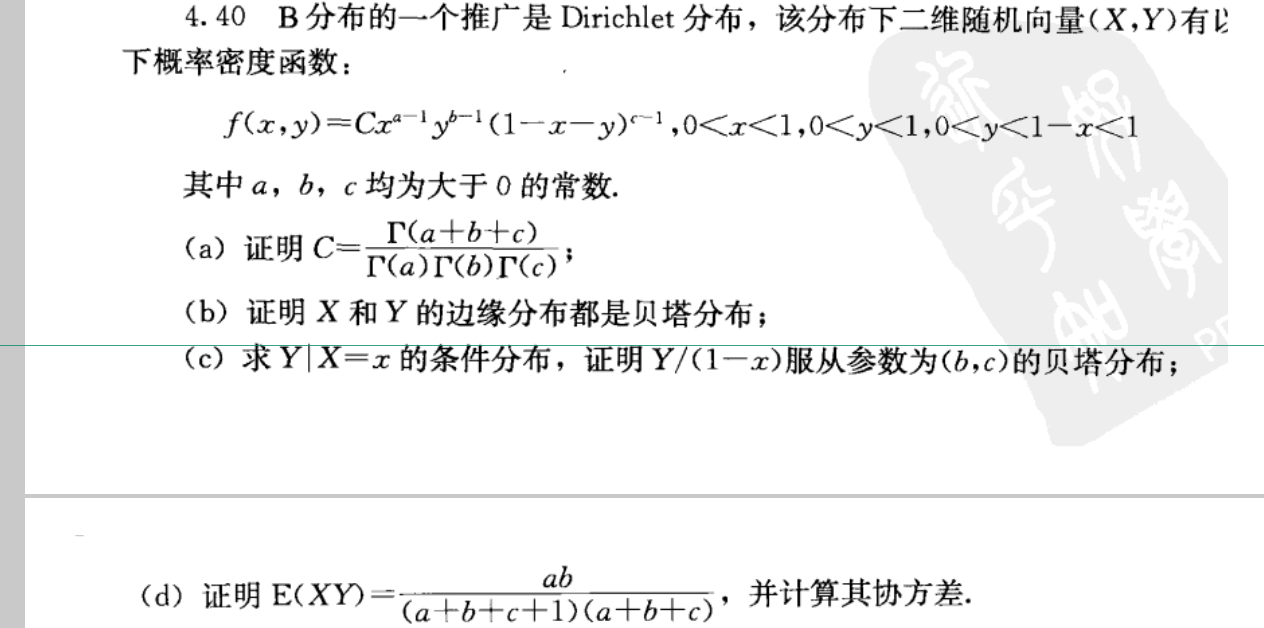 4.40 B分布的一个推广是 Dirichlet 分布，该分布下二维随机向量(X,Y)有以
下概率密度函数：
f(x,y)=Cx^{a-1}y^{b-1}(1-x-y)^{c-1},0<x<1,0<y<1,0<y<1-x<1
其中 a，b，c 均为大于 0 的常数.
(a) 证明 C=\frac{Γ(a+b+c)}{Γ(a)Γ(b)Γ(c)}；
(b) 证明 X 和 Y 的边缘分布都是贝塔分布；
(c) 求 Y|X=x 的条件分布，证明 Y/(1-x)服从参数为(b,c)的贝塔分布；
(d) 证明 E(XY)=\frac{ab}{(a+b+c+1)(a+b+c)}，并计算其协方差.